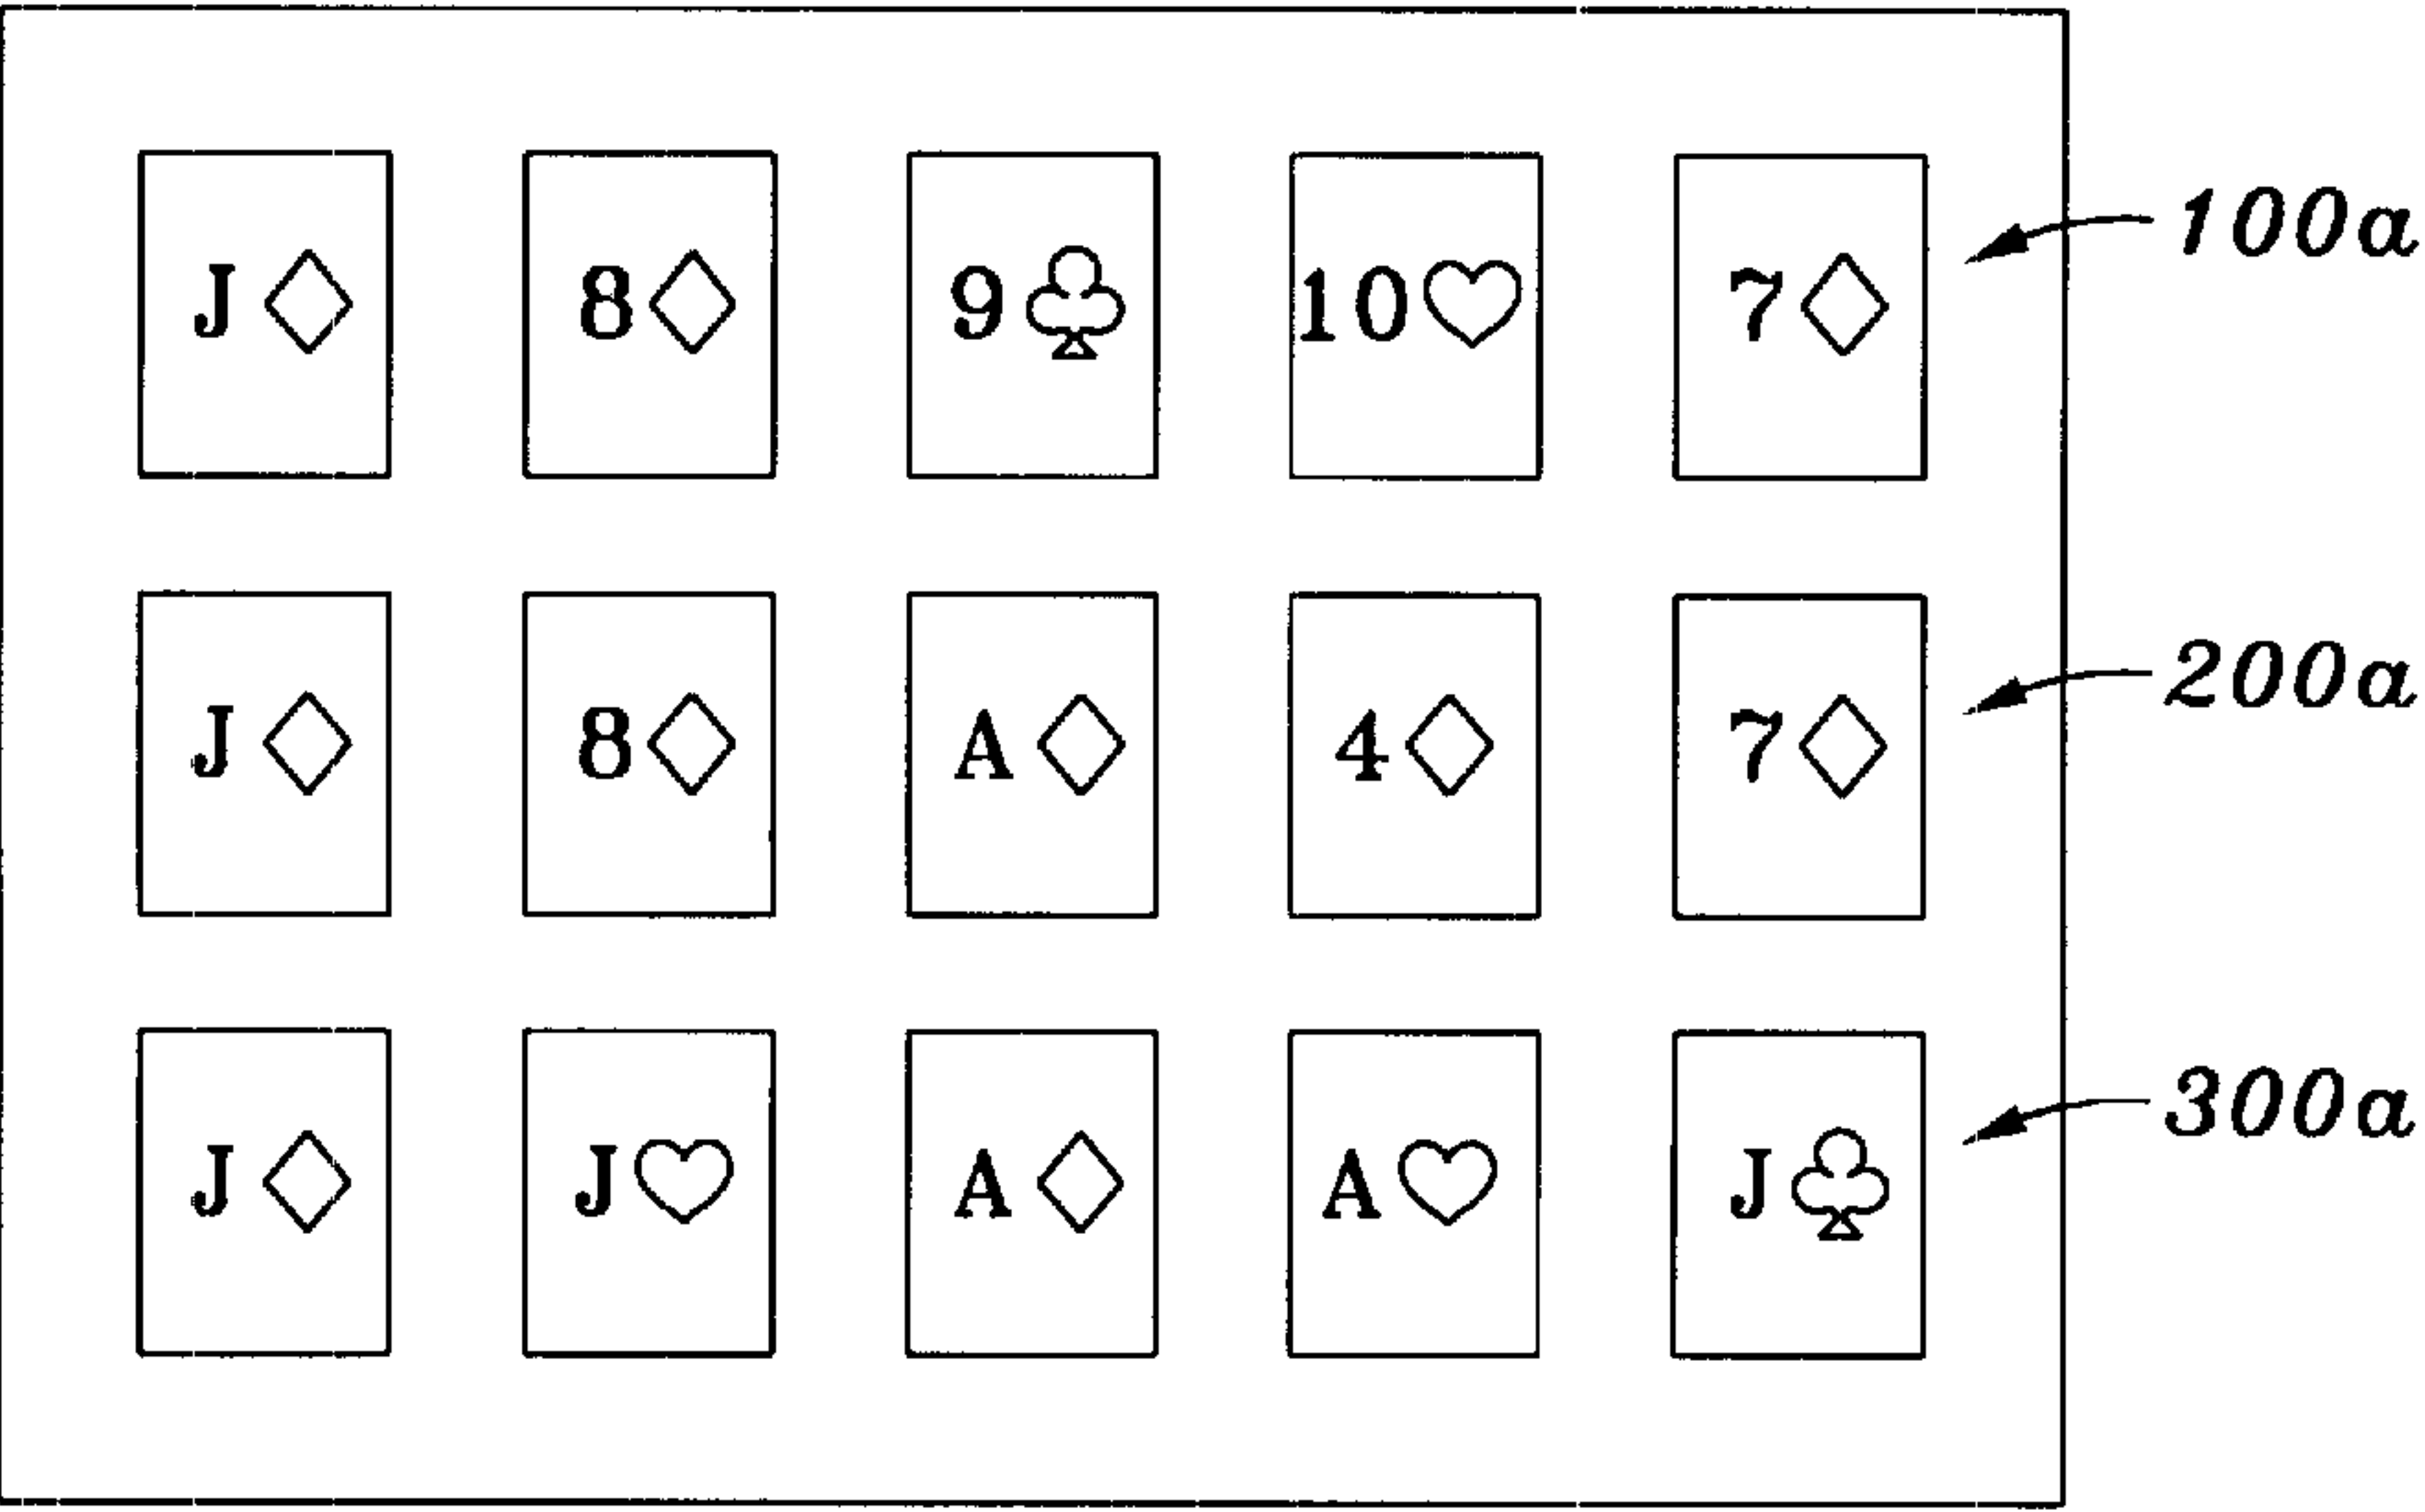 J♢ 8♢ 9♧ 10♡ 7♢ 100a
J♢ 8♢ A♢ 4♢ 7♢ 200a
J♢ J♡ A♢ A♡ J♧ 300a